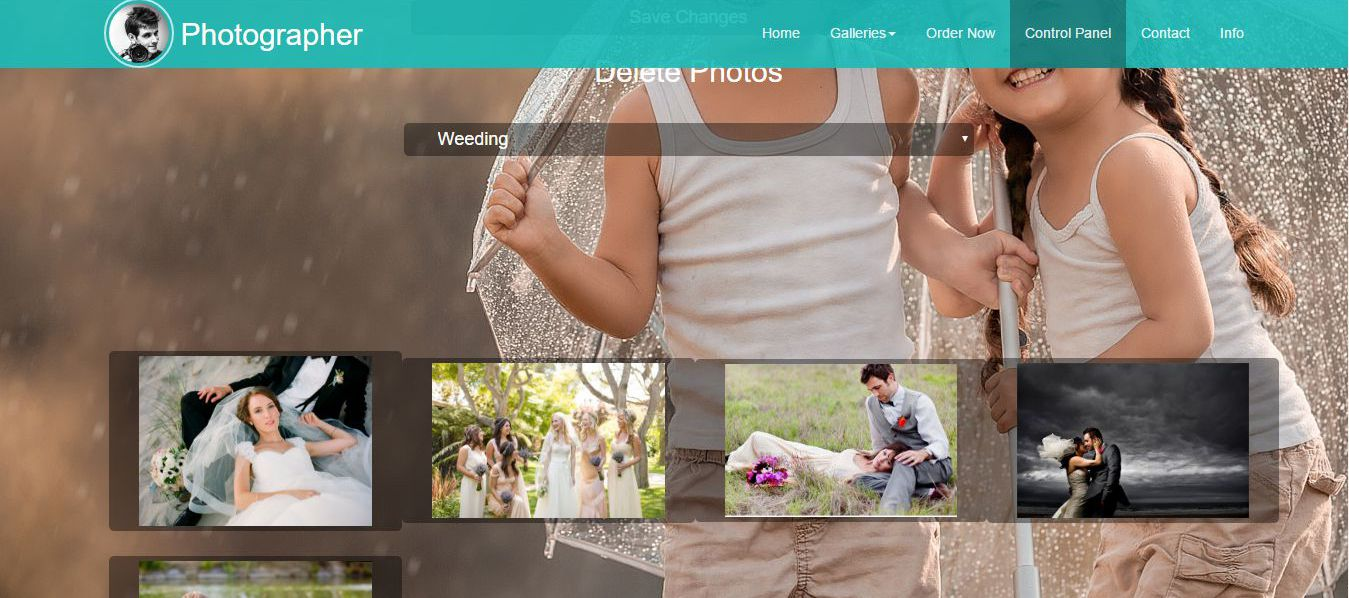 Save Changes
Photographer
Home Galleries Order Now Control Panel Contact Info
Delete Photos
Weeding